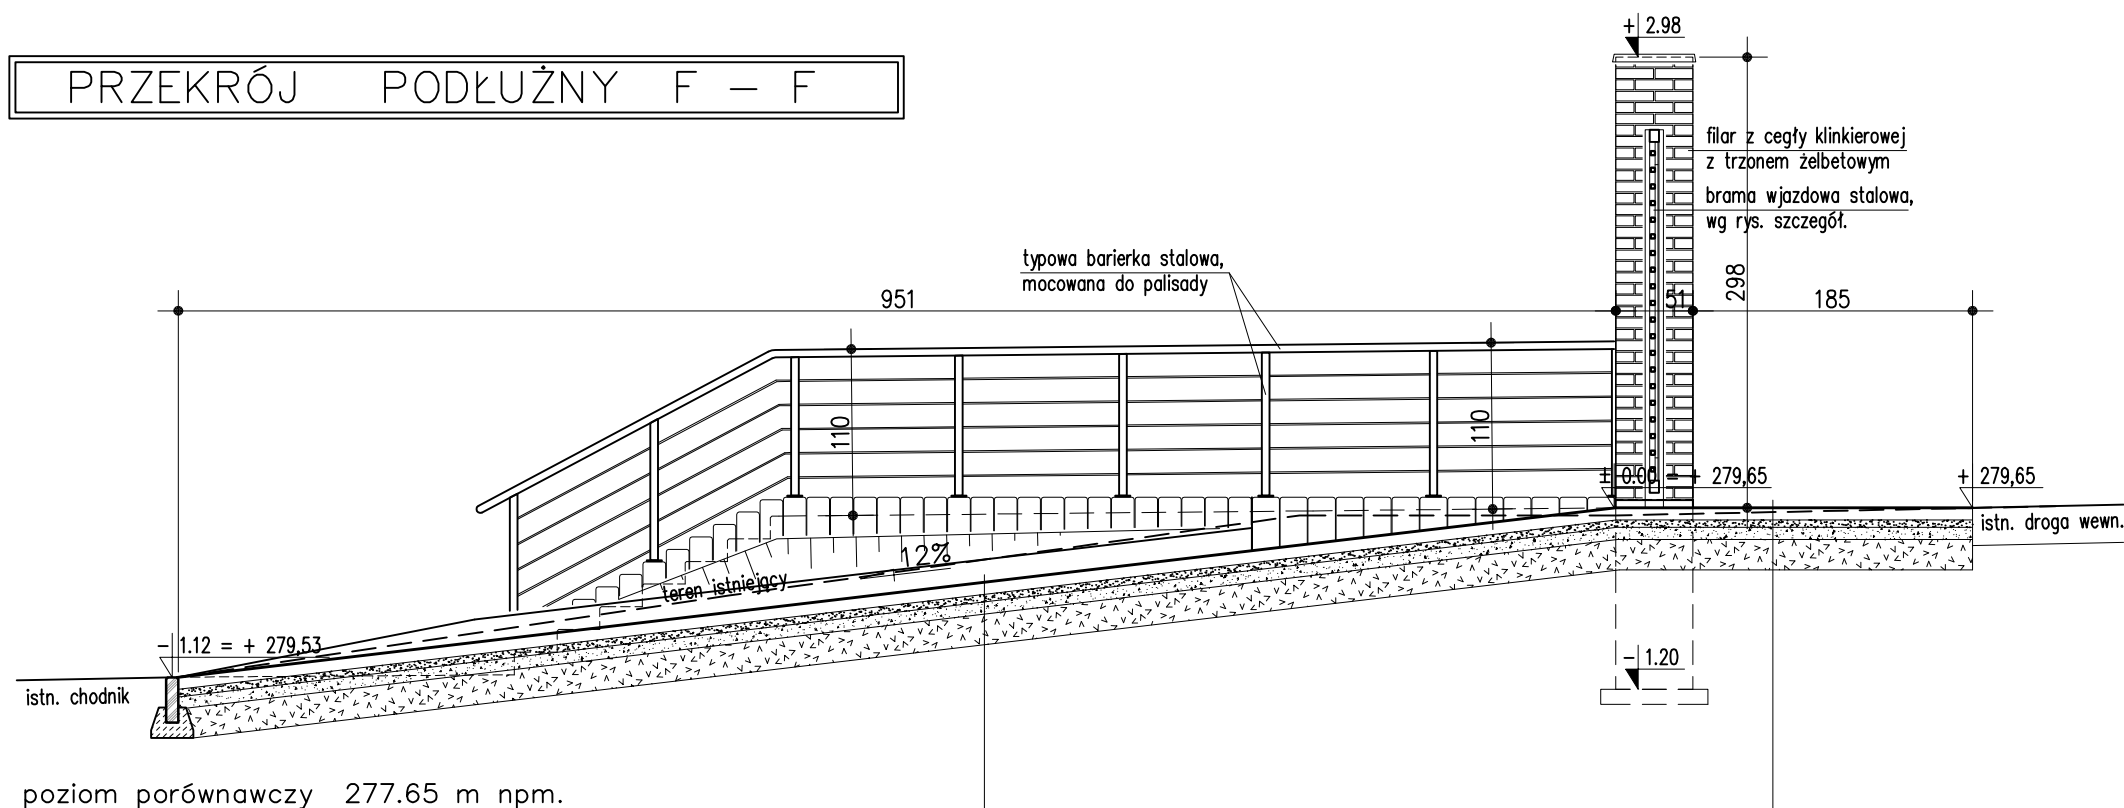 PRZEKRÓJ PODŁUŻNY F – F
+ 2.98
filar z cegły klinkierowej
z trzonem żelbetowym
brama wjazdowa stalowa,
wg rys. szczegół.
typowa barierka stalowa,
mocowana do palisady
951
51
298
185
110
110
± 0.00 = + 279,65
+ 279,65
istn. droga wewn.
12%
teren istniejący
- 1.12 = + 279,53
istn. chodnik
- 1.20
poziom porównawczy 277.65 m npm.